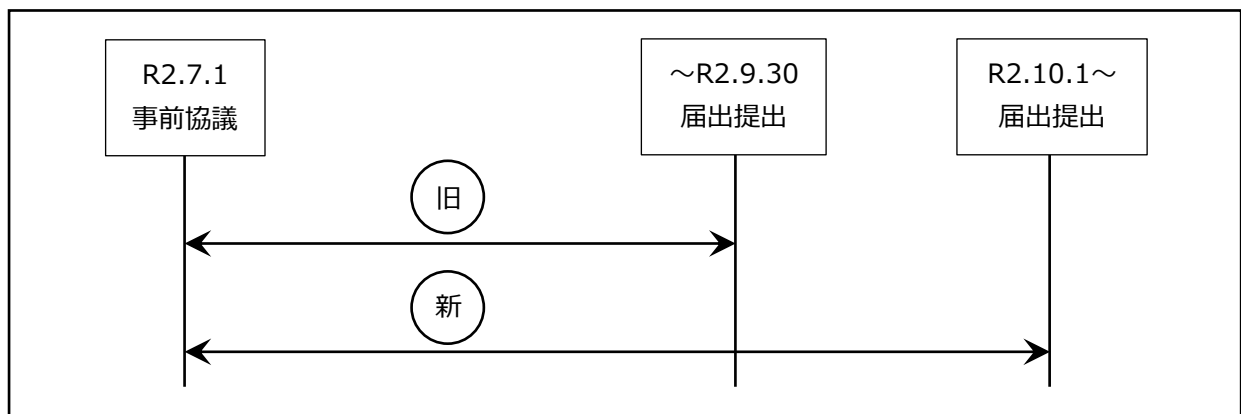 R2.7.1
事前協議
～R2.9.30
届出提出
R2.10.1～
届出提出
旧
新